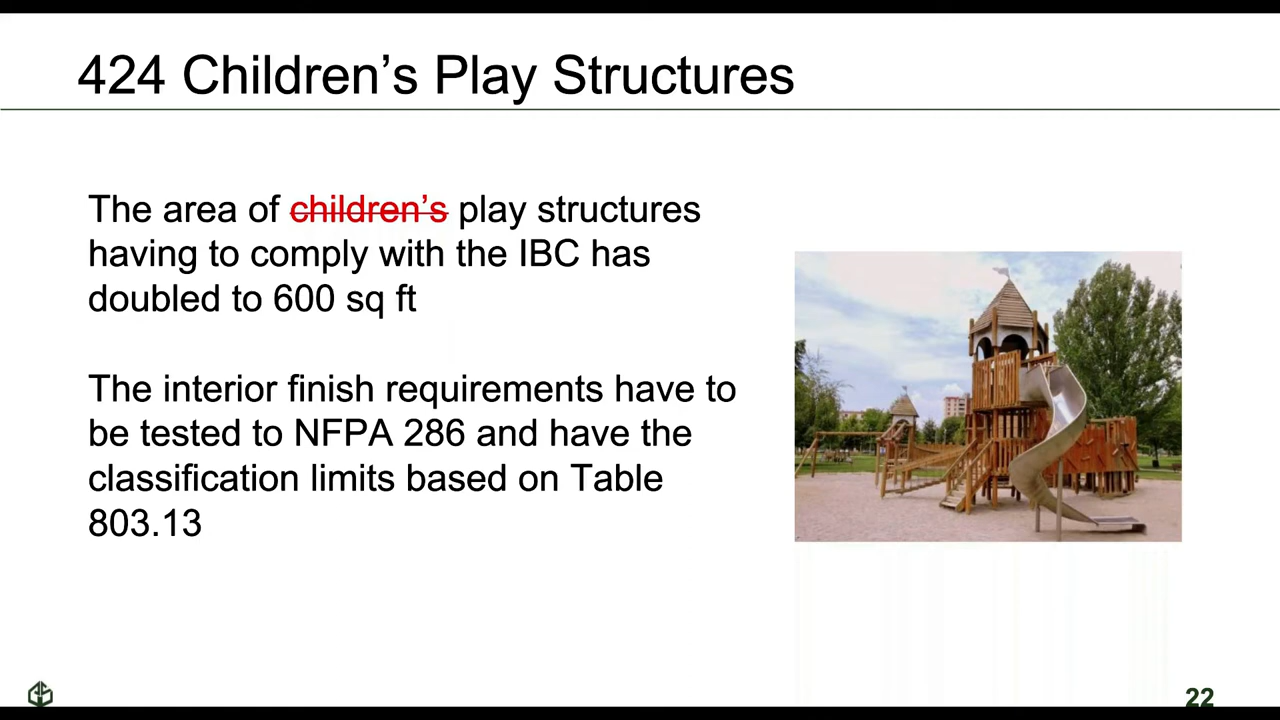 424 Children’s Play Structures
The area of children’s play structures
having to comply with the IBC has
doubled to 600 sq ft
The interior finish requirements have to
be tested to NFPA 286 and have the
classification limits based on Table
803.13
22